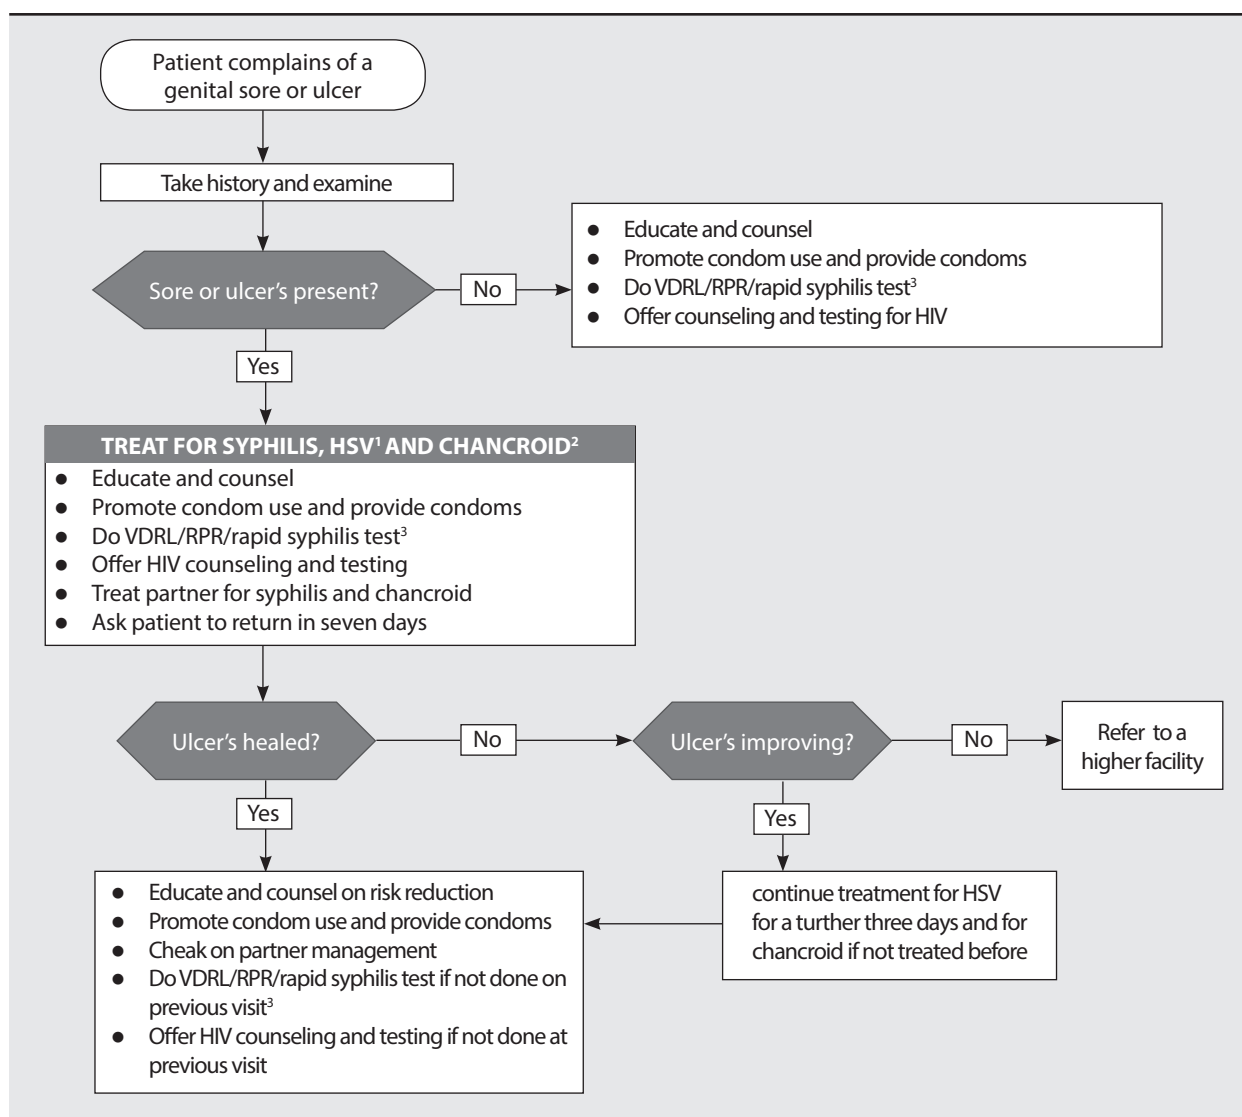 Patient complains of a
genital sore or ulcer
Take history and examine
Sore or ulcer's present?
No
● Educate and counsel
● Promote condom use and provide condoms
● Do VDRL/RPR/rapid syphilis test³
● Offer counseling and testing for HIV
Yes
TREAT FOR SYPHILIS, HSV¹ AND CHANCROID²
● Educate and counsel
● Promote condom use and provide condoms
● Do VDRL/RPR/rapid syphilis test³
● Offer HIV counseling and testing
● Treat partner for syphilis and chancroid
● Ask patient to return in seven days
Ulcer's healed?
No
Ulcer's improving?
No
Refer to a
higher facility
Yes
Yes
● Educate and counsel on risk reduction
● Promote condom use and provide condoms
● Cheak on partner management
● Do VDRL/RPR/rapid syphilis test if not done on
previous visit³
● Offer HIV counseling and testing if not done at
previous visit
continue treatment for HSV
for a turther three days and for
chancroid if not treated before